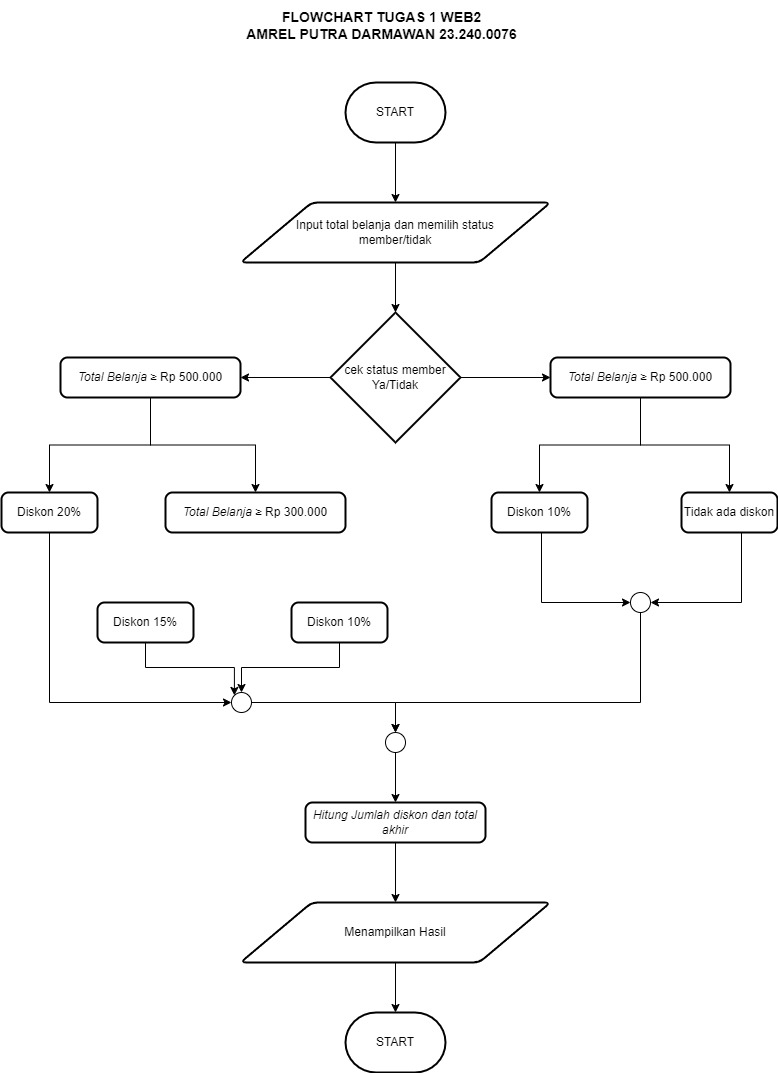 FLOWCHART TUGAS 1 WEB2
AMREL PUTRA DARMAWAN 23.240.0076
START
Input total belanja dan memilih status
member/tidak
cek status member
Ya/Tidak
Total Belanja ≥ Rp 500.000
Total Belanja ≥ Rp 500.000
Diskon 20%
Total Belanja ≥ Rp 300.000
Diskon 10%
Tidak ada diskon
Diskon 15%
Diskon 10%
Hitung Jumlah diskon dan total
akhir
Menampilkan Hasil
START